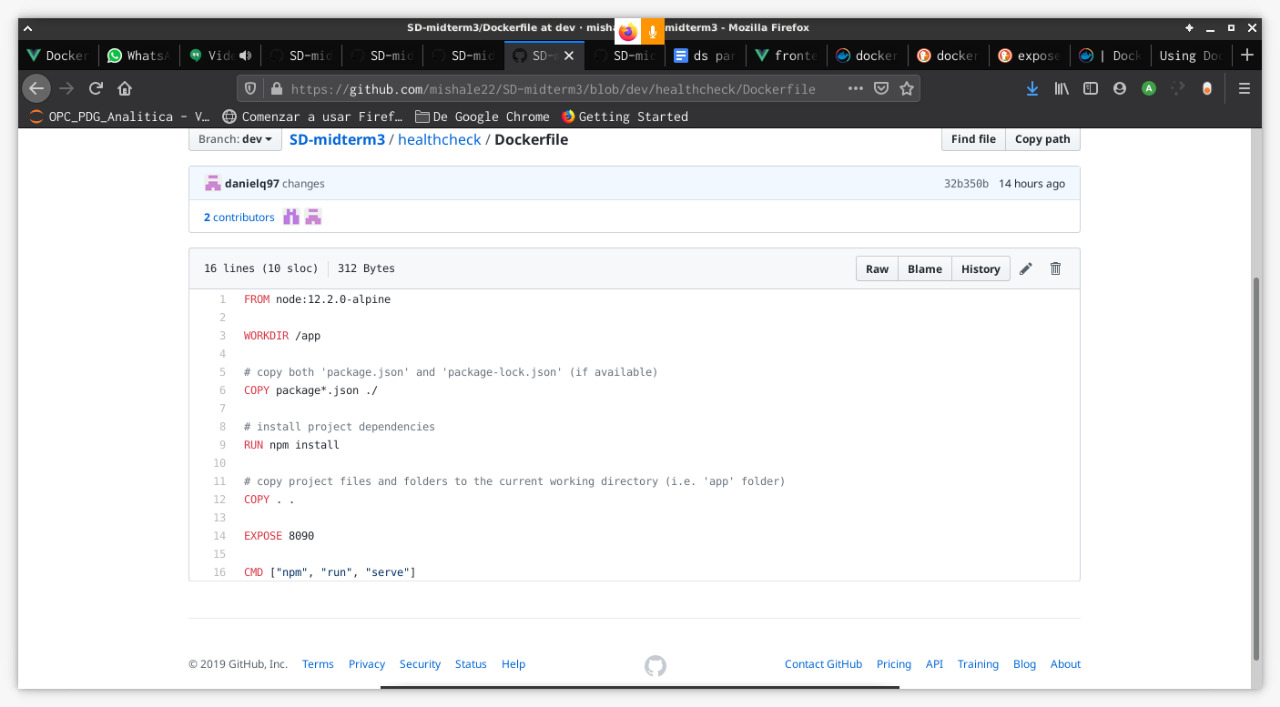 SD-midterm3/Dockerfile at dev · misha midterm3 - Mozilla Firefox
Docker WhatsA Vide SD-mid SD-mid SD-mid SD- SD-mid ds par fronte docker docker expose | Dock Using Doc
https://github.com/mishale22/SD-midterm3/blob/dev/healthcheck/Dockerfile
OPC_PDG_Analitica - V… Comenzar a usar Firef… De Google Chrome Getting Started
Branch: dev SD-midterm3 / healthcheck / Dockerfile Find file Copy path
danielq97 changes 32b350b 14 hours ago
2 contributors
16 lines (10 sloc) 312 Bytes Raw Blame History
1 FROM node:12.2.0-alpine
2
3 WORKDIR /app
4
5 # copy both 'package.json' and 'package-lock.json' (if available)
6 COPY package*.json ./
7
8 # install project dependencies
9 RUN npm install
10
11 # copy project files and folders to the current working directory (i.e. 'app' folder)
12 COPY . .
13
14 EXPOSE 8090
15
16 CMD ["npm", "run", "serve"]
© 2019 GitHub, Inc. Terms Privacy Security Status Help Contact GitHub Pricing API Training Blog About